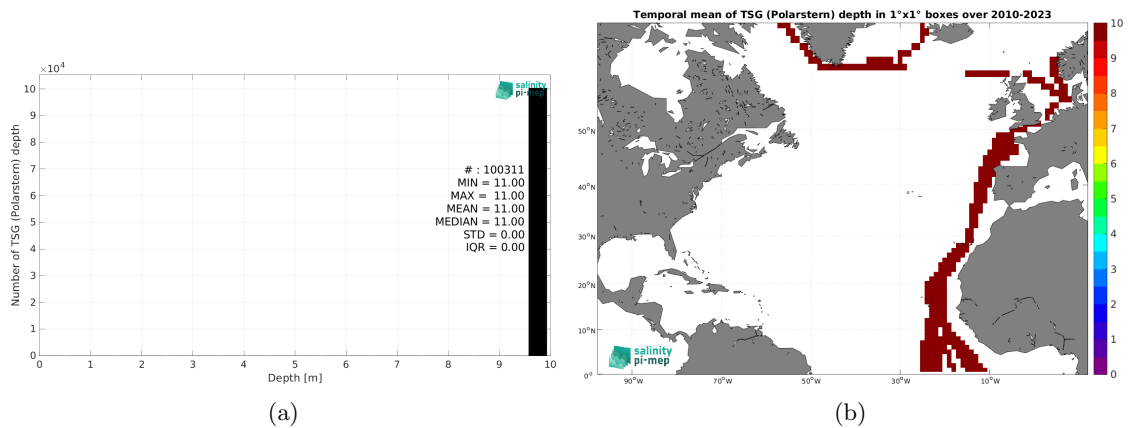 Temporal mean of TSG (Polarstern) depth in 1°x1° boxes over 2010-2023
×10⁴
Number of TSG (Polarstern) depth
10
9
8
7
6
5
4
3
2
1
0
salinity
pi-mep
# : 100311
MIN = 11.00
MAX = 11.00
MEAN = 11.00
MEDIAN = 11.00
STD = 0.00
IQR = 0.00
0 1 2 3 4 5 6 7 8 9 10
Depth [m]
50°N
40°N
30°N
20°N
10°N
0°
90°W 70°W 50°W 30°W 10°W
salinity
pi-mep
10
9
8
7
6
5
4
3
2
1
0
(a)
(b)